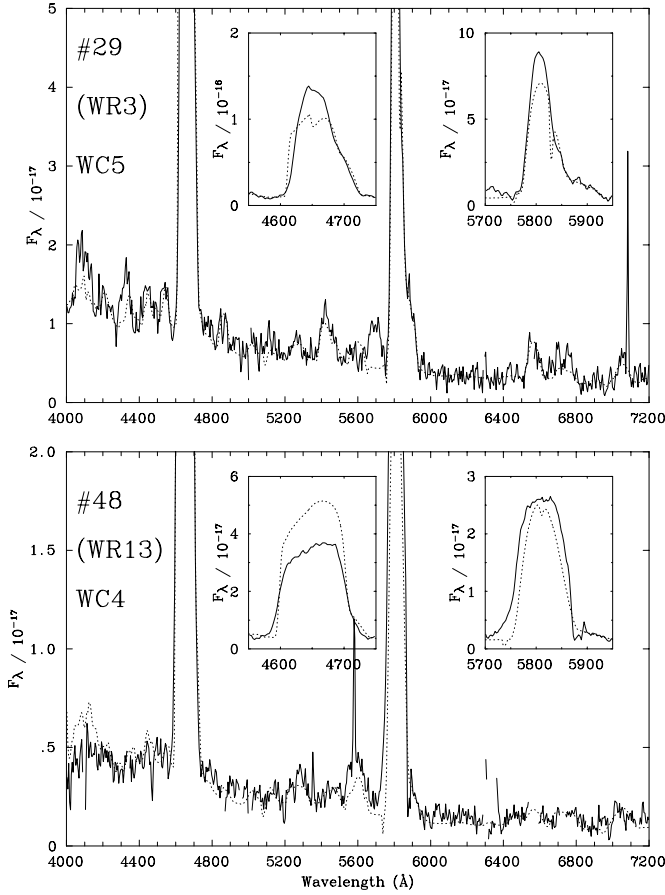 5
4
3
2
1
0
F_λ / 10^-17
#29
(WR3)
WC5
2
1
0
F_λ / 10^-16
4600 4700
10
5
0
F_λ / 10^-17
5700 5800 5900
4000 4400 4800 5200 5600 6000 6400 6800 7200
2.0
1.5
1.0
.5
0
F_λ / 10^-17
#48
(WR13)
WC4
6
4
2
0
F_λ / 10^-17
4600 4700
3
2
1
0
F_λ / 10^-17
5700 5800 5900
4000 4400 4800 5200 5600 6000 6400 6800 7200
Wavelength (Å)